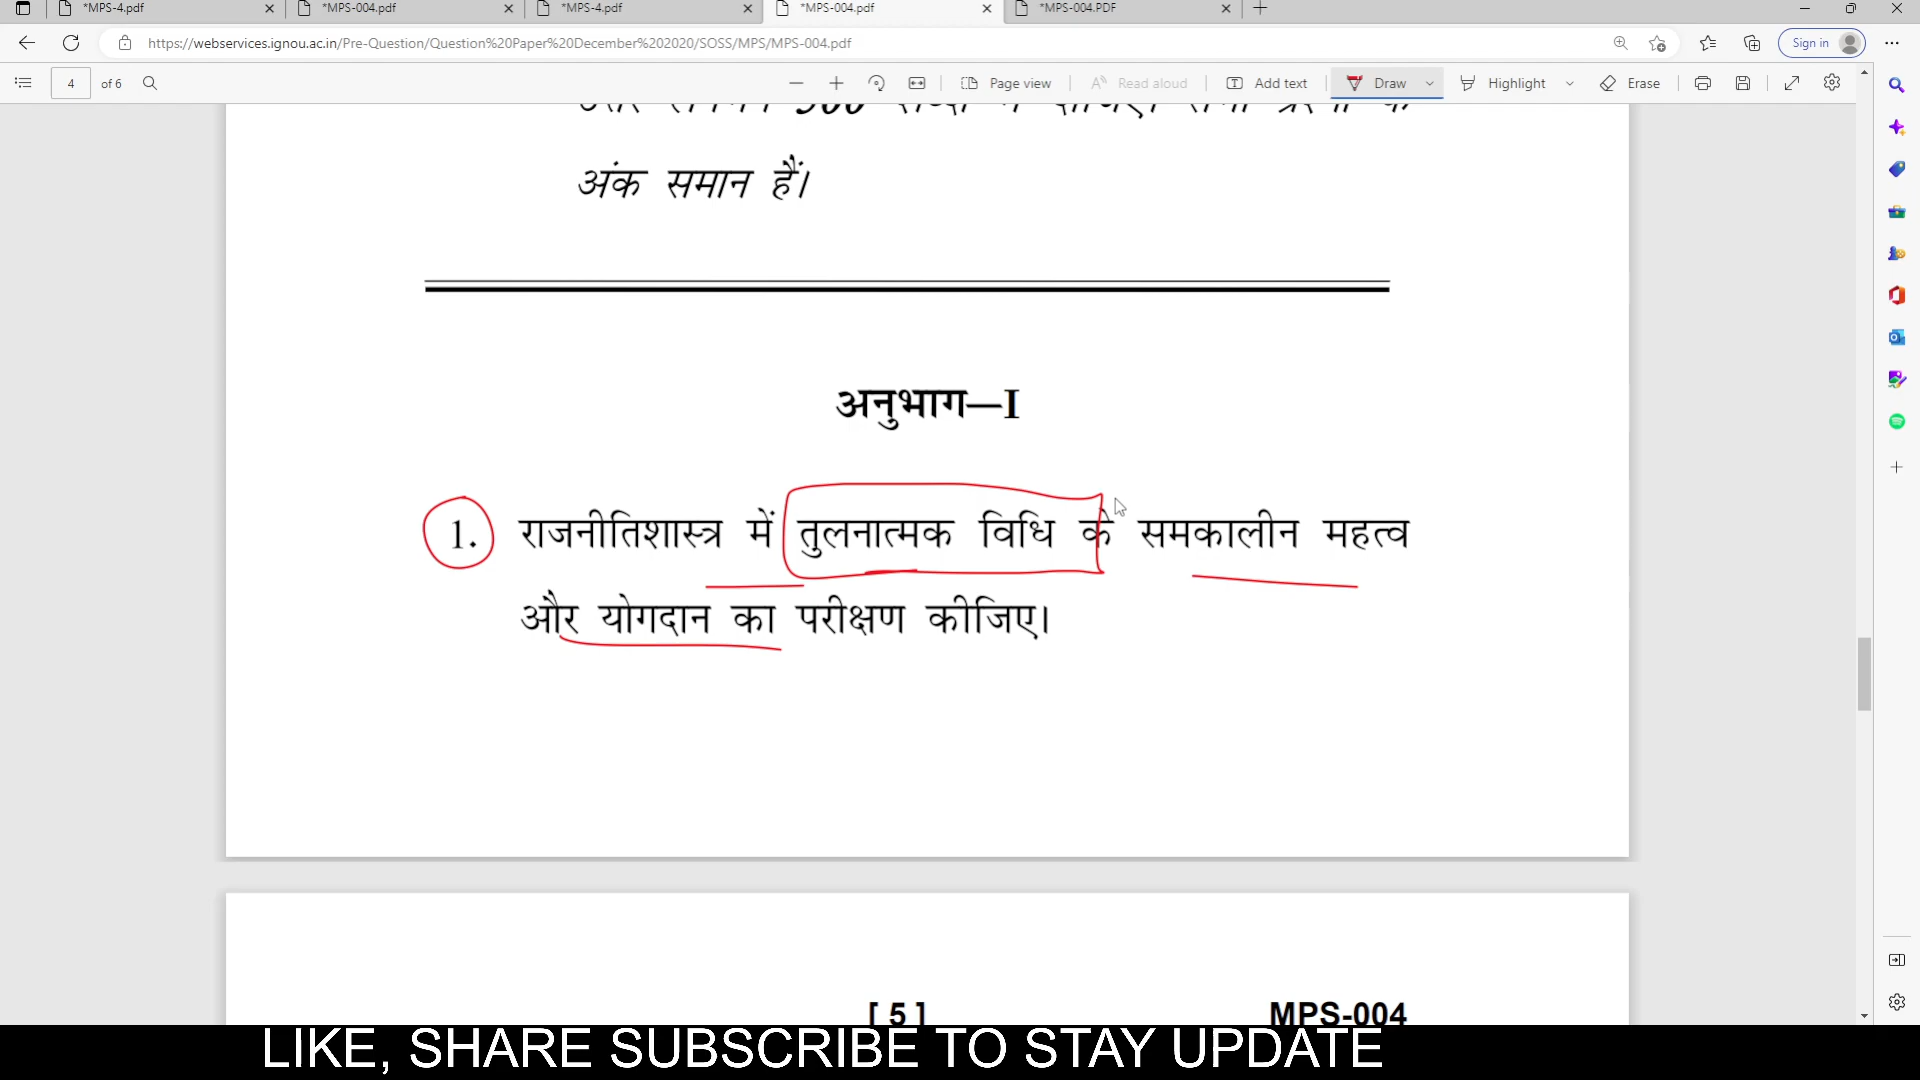 *MPS-4.pdf *MPS-004.pdf *MPS-4.pdf *MPS-004.pdf *MPS-004.PDF
https://webservices.ignou.ac.in/Pre-Question/Question%20Paper%20December%202020/SOSS/MPS/MPS-004.pdf Sign in
4 of 6 Page view Read aloud Add text Draw Highlight Erase
अंक समान हैं।
अनुभाग—I
1. राजनीतिशास्त्र में तुलनात्मक विधि के समकालीन महत्व
और योगदान का परीक्षण कीजिए।
[ 5 ] MPS-004
LIKE, SHARE SUBSCRIBE TO STAY UPDATE